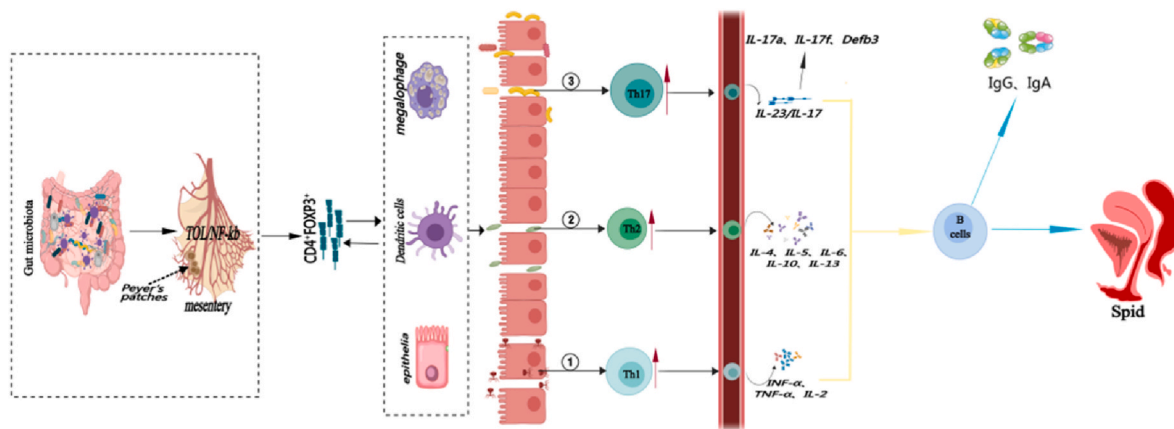 Gut microbiota
TOL/NF-kb
Peyer's
patches
mesentery
CD4⁺FOXP3⁺
megalophage
Dendritic cells
epithelia
③
Th17
②
Th2
①
Th1
IL-17a、IL-17f、Defb3
IL-23/IL-17
IL-4、IL-5、IL-6、
IL-10、IL-13
INF-α、
TNF-α、IL-2
B
cells
IgG、IgA
Spid